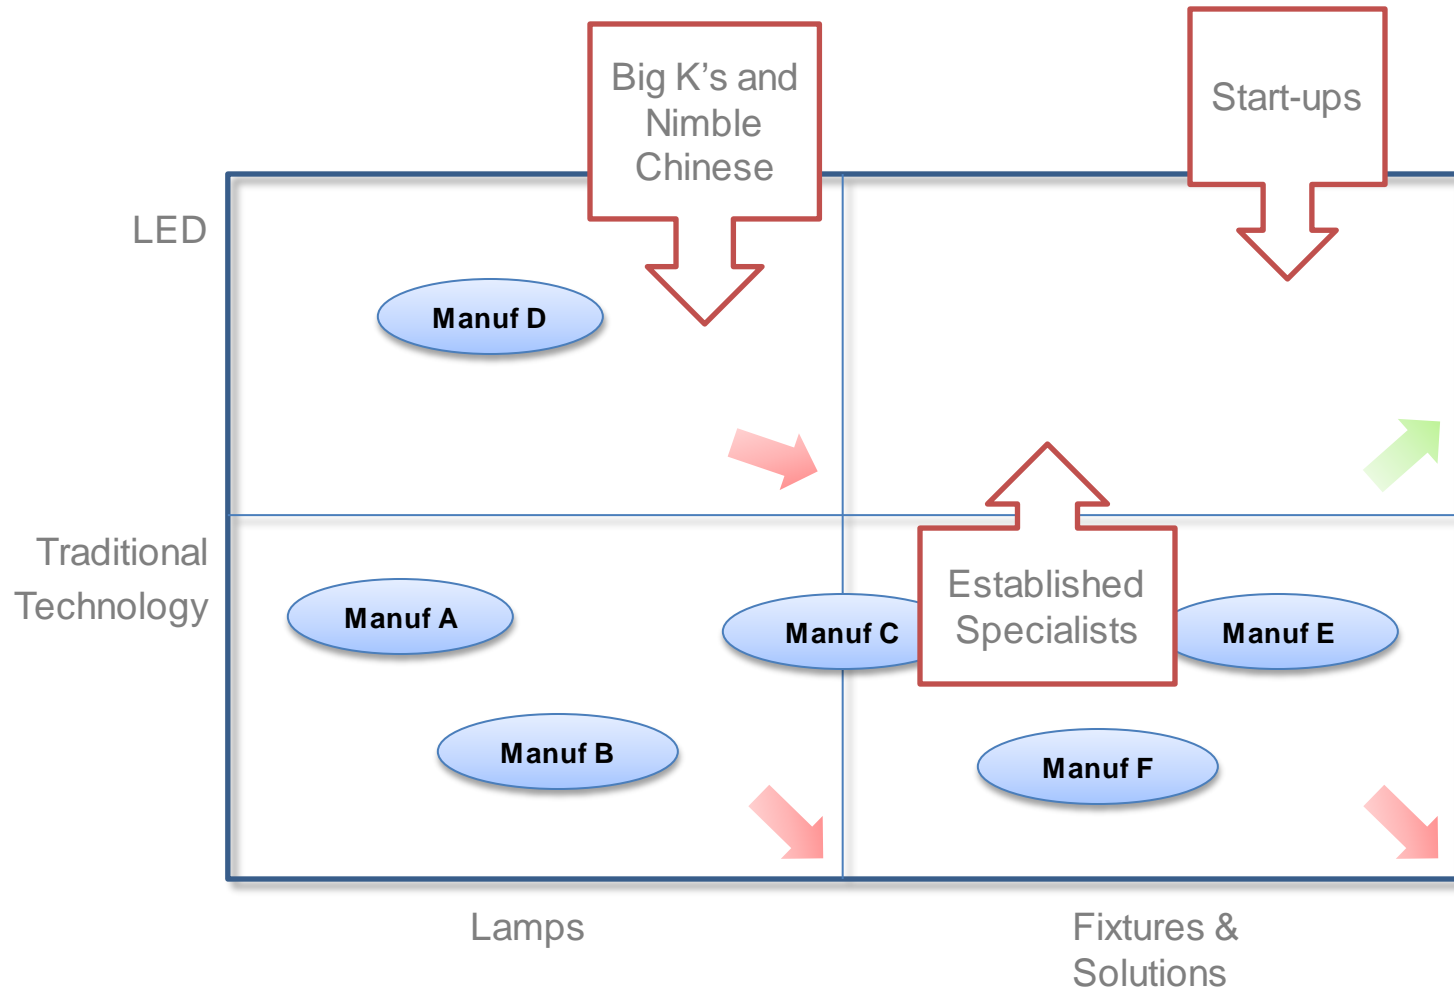 Big K’s and
Nimble
Chinese
Start-ups
LED
Manuf D
Traditional
Technology
Manuf A
Manuf C
Established
Specialists
Manuf E
Manuf B
Manuf F
Lamps
Fixtures &
Solutions